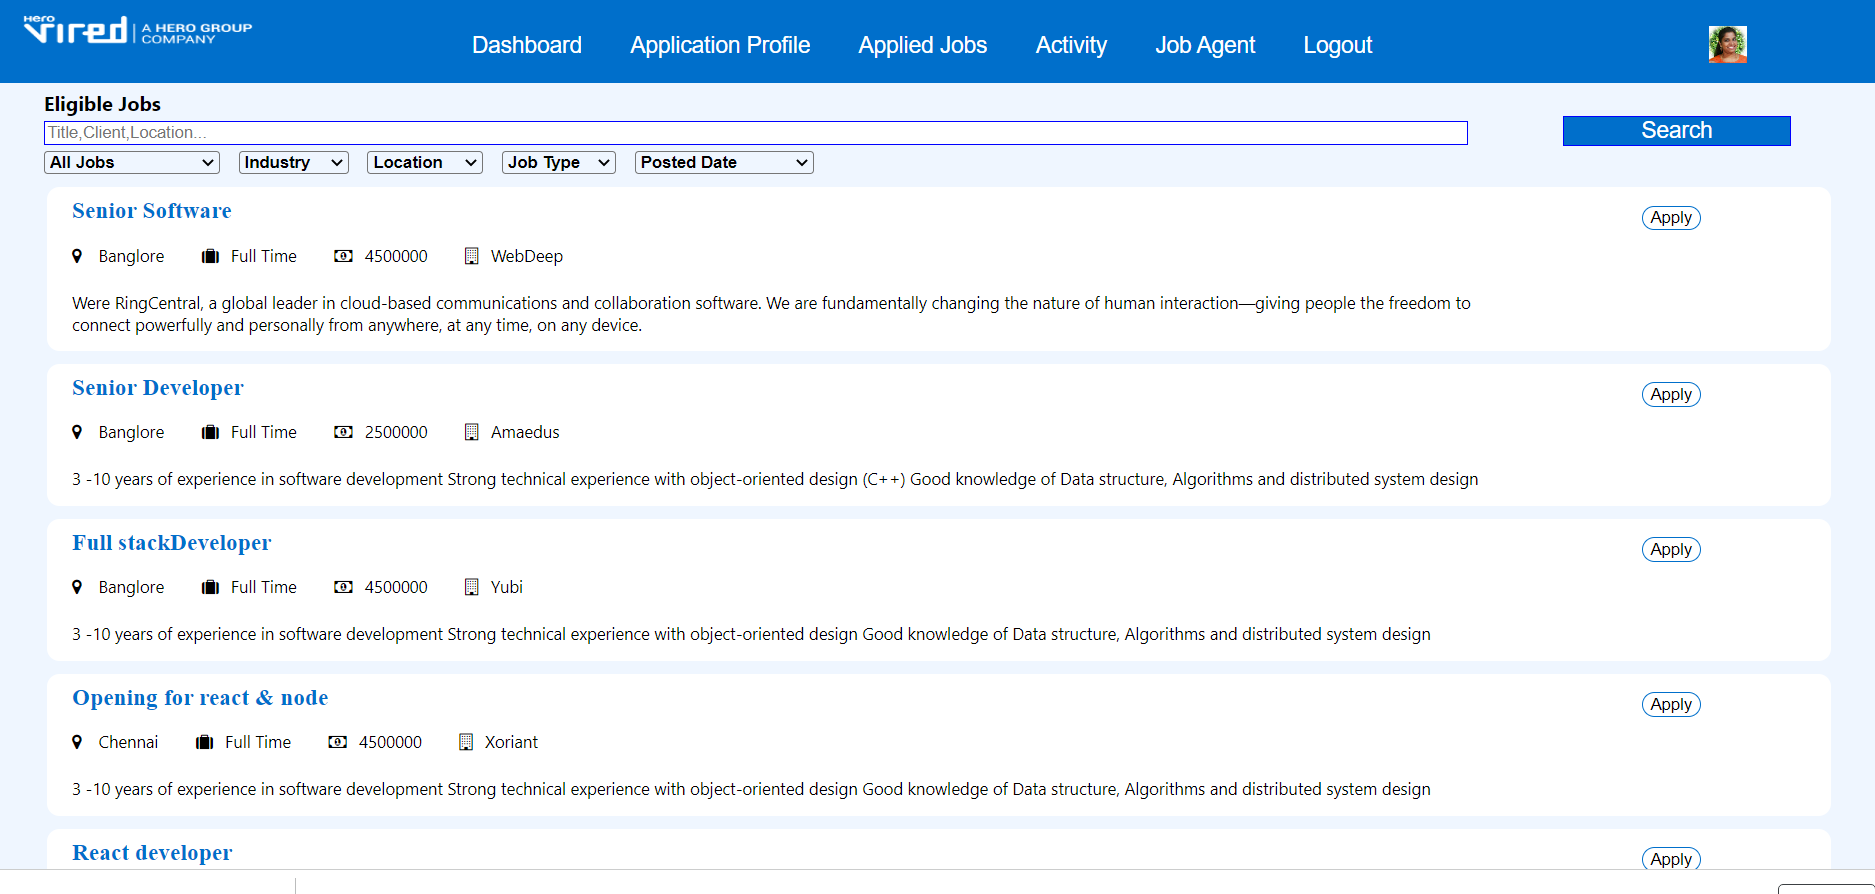 Hero
vired
A HERO GROUP
COMPANY
Dashboard Application Profile Applied Jobs Activity Job Agent Logout
Eligible Jobs
Title,Client,Location...
Search
All Jobs Industry Location Job Type Posted Date
Senior Software
Apply
Banglore Full Time 4500000 WebDeep
Were RingCentral, a global leader in cloud-based communications and collaboration software. We are fundamentally changing the nature of human interaction—giving people the freedom to
connect powerfully and personally from anywhere, at any time, on any device.
Senior Developer
Apply
Banglore Full Time 2500000 Amaedus
3 -10 years of experience in software development Strong technical experience with object-oriented design (C++) Good knowledge of Data structure, Algorithms and distributed system design
Full stackDeveloper
Apply
Banglore Full Time 4500000 Yubi
3 -10 years of experience in software development Strong technical experience with object-oriented design Good knowledge of Data structure, Algorithms and distributed system design
Opening for react & node
Apply
Chennai Full Time 4500000 Xoriant
3 -10 years of experience in software development Strong technical experience with object-oriented design Good knowledge of Data structure, Algorithms and distributed system design
React developer
Apply